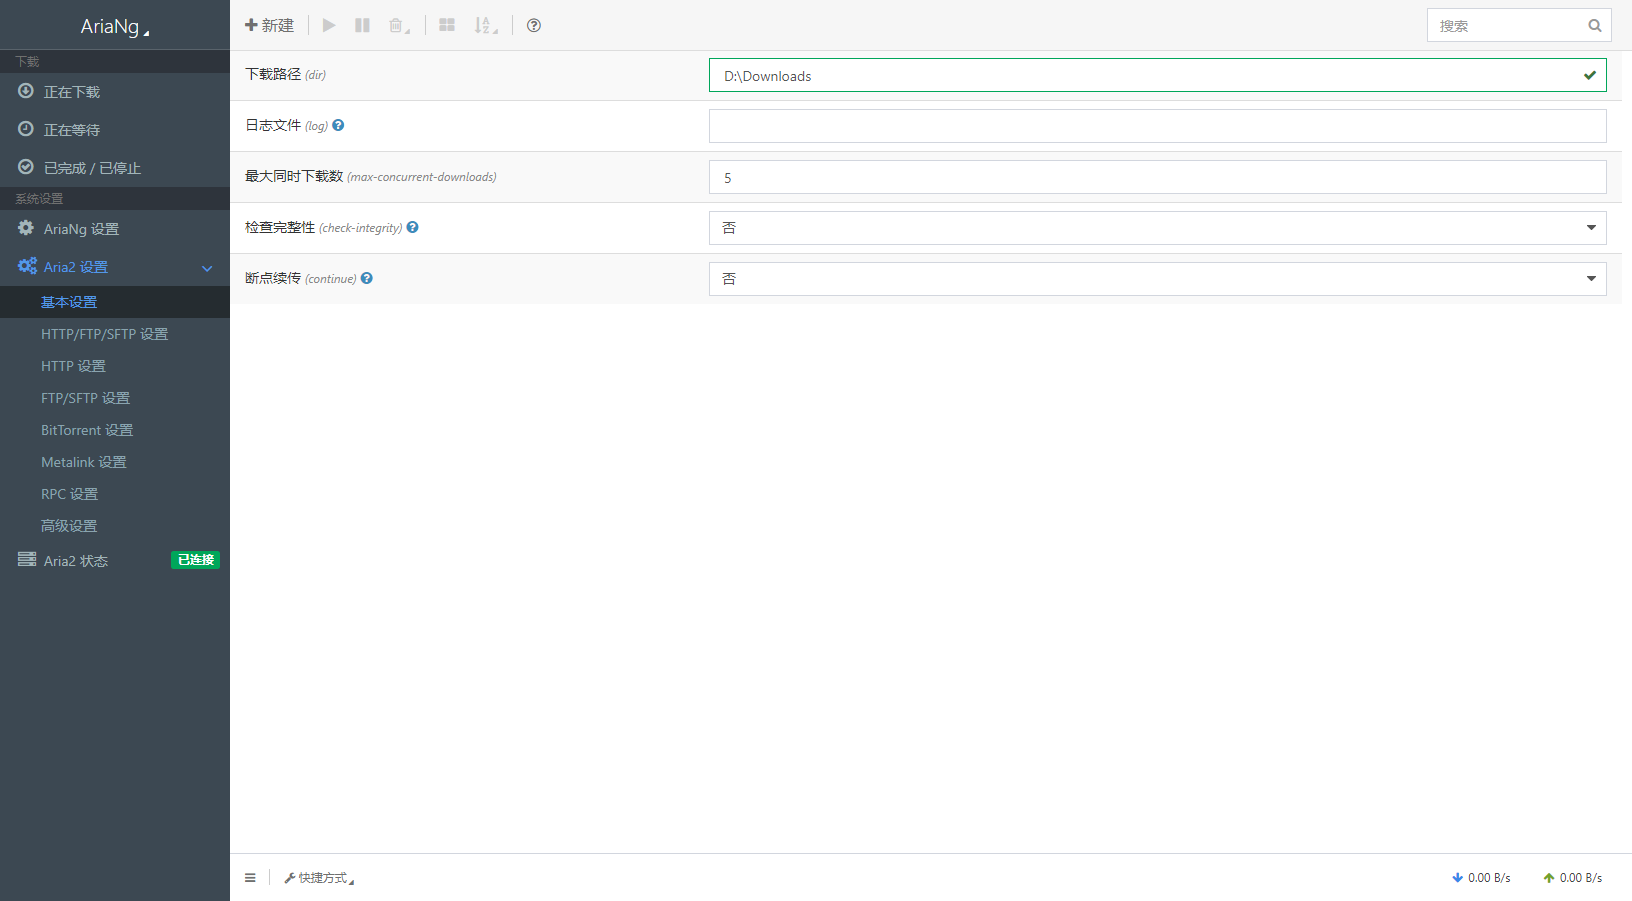 AriaNg
下载
正在下载
正在等待
已完成 / 已停止
系统设置
AriaNg 设置
Aria2 设置
基本设置
HTTP/FTP/SFTP 设置
HTTP 设置
FTP/SFTP 设置
BitTorrent 设置
Metalink 设置
RPC 设置
高级设置
Aria2 状态 已连接
新建
搜索
下载路径 (dir) D:\Downloads
日志文件 (log)
最大同时下载数 (max-concurrent-downloads) 5
检查完整性 (check-integrity) 否
断点续传 (continue) 否
快捷方式 0.00 B/s 0.00 B/s